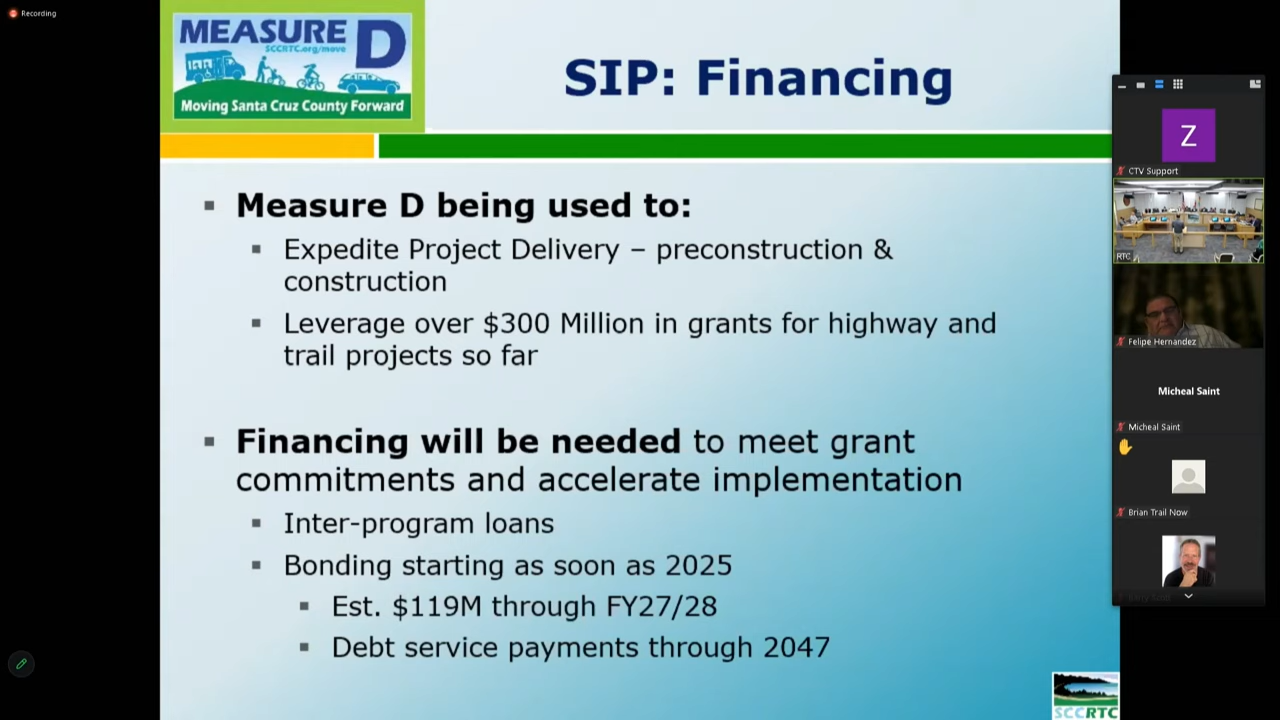 Recording
MEASURE D
SCCRTC.org/move
Moving Santa Cruz County Forward
SIP: Financing
Measure D being used to:
Expedite Project Delivery – preconstruction &
construction
Leverage over $300 Million in grants for highway and
trail projects so far
Financing will be needed to meet grant
commitments and accelerate implementation
Inter-program loans
Bonding starting as soon as 2025
Est. $119M through FY27/28
Debt service payments through 2047
SCCRTC
Z
CTV Support
RTC
Felipe Hernandez
Micheal Saint
Micheal Saint
Brian Trail Now